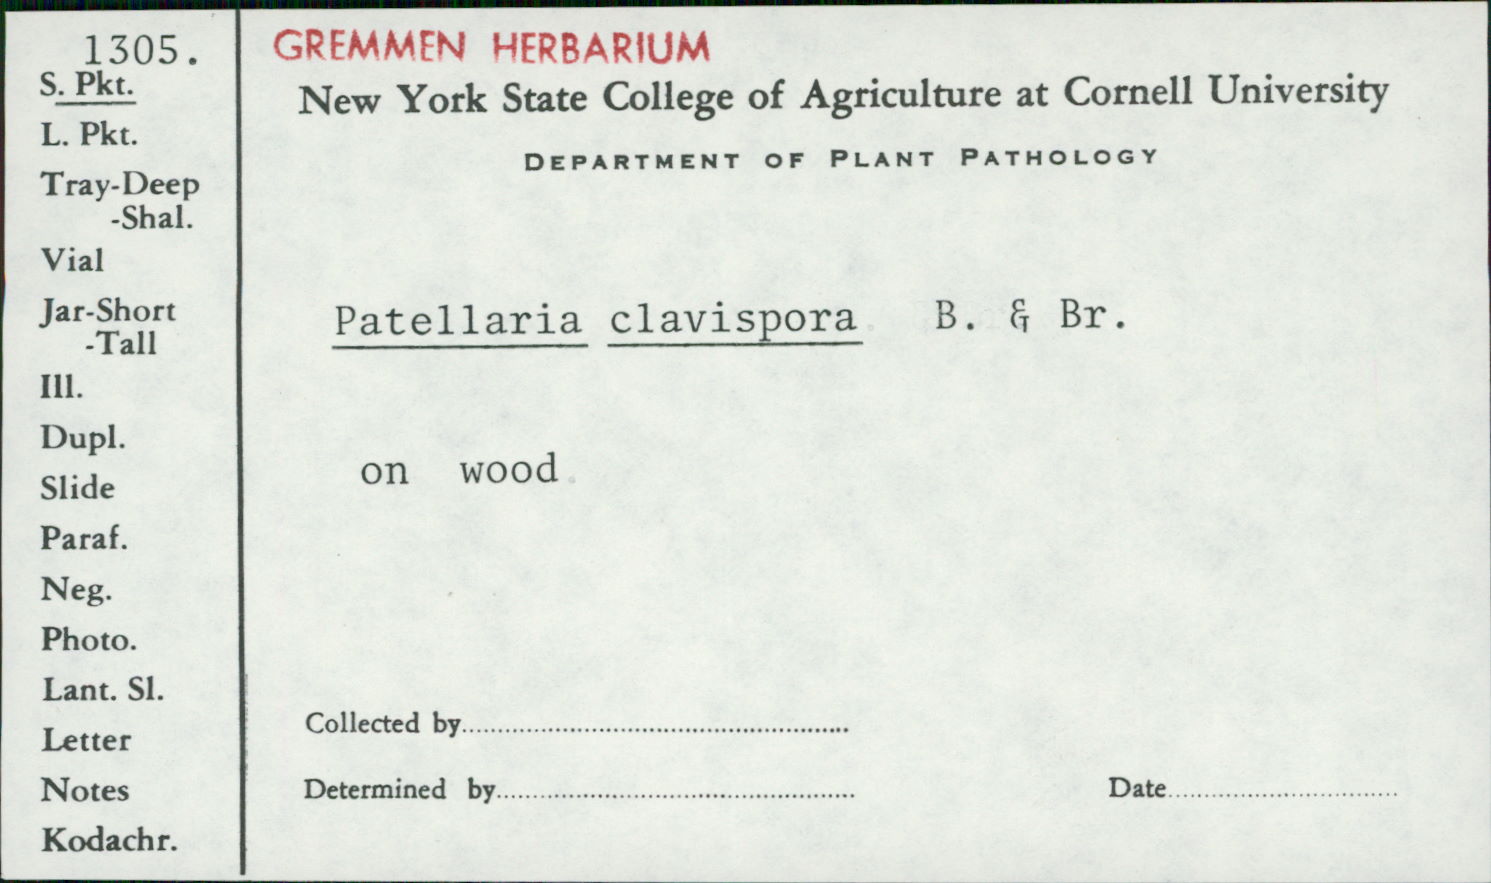 1305.
S. Pkt.
L. Pkt.
Tray-Deep
-Shal.
Vial
Jar-Short
-Tall
Ill.
Dupl.
Slide
Paraf.
Neg.
Photo.
Lant. Sl.
Letter
Notes
Kodachr.
GREMMEN HERBARIUM
New York State College of Agriculture at Cornell University
DEPARTMENT OF PLANT PATHOLOGY
Patellaria clavispora B. & Br.
on wood
Collected by
Determined by
Date